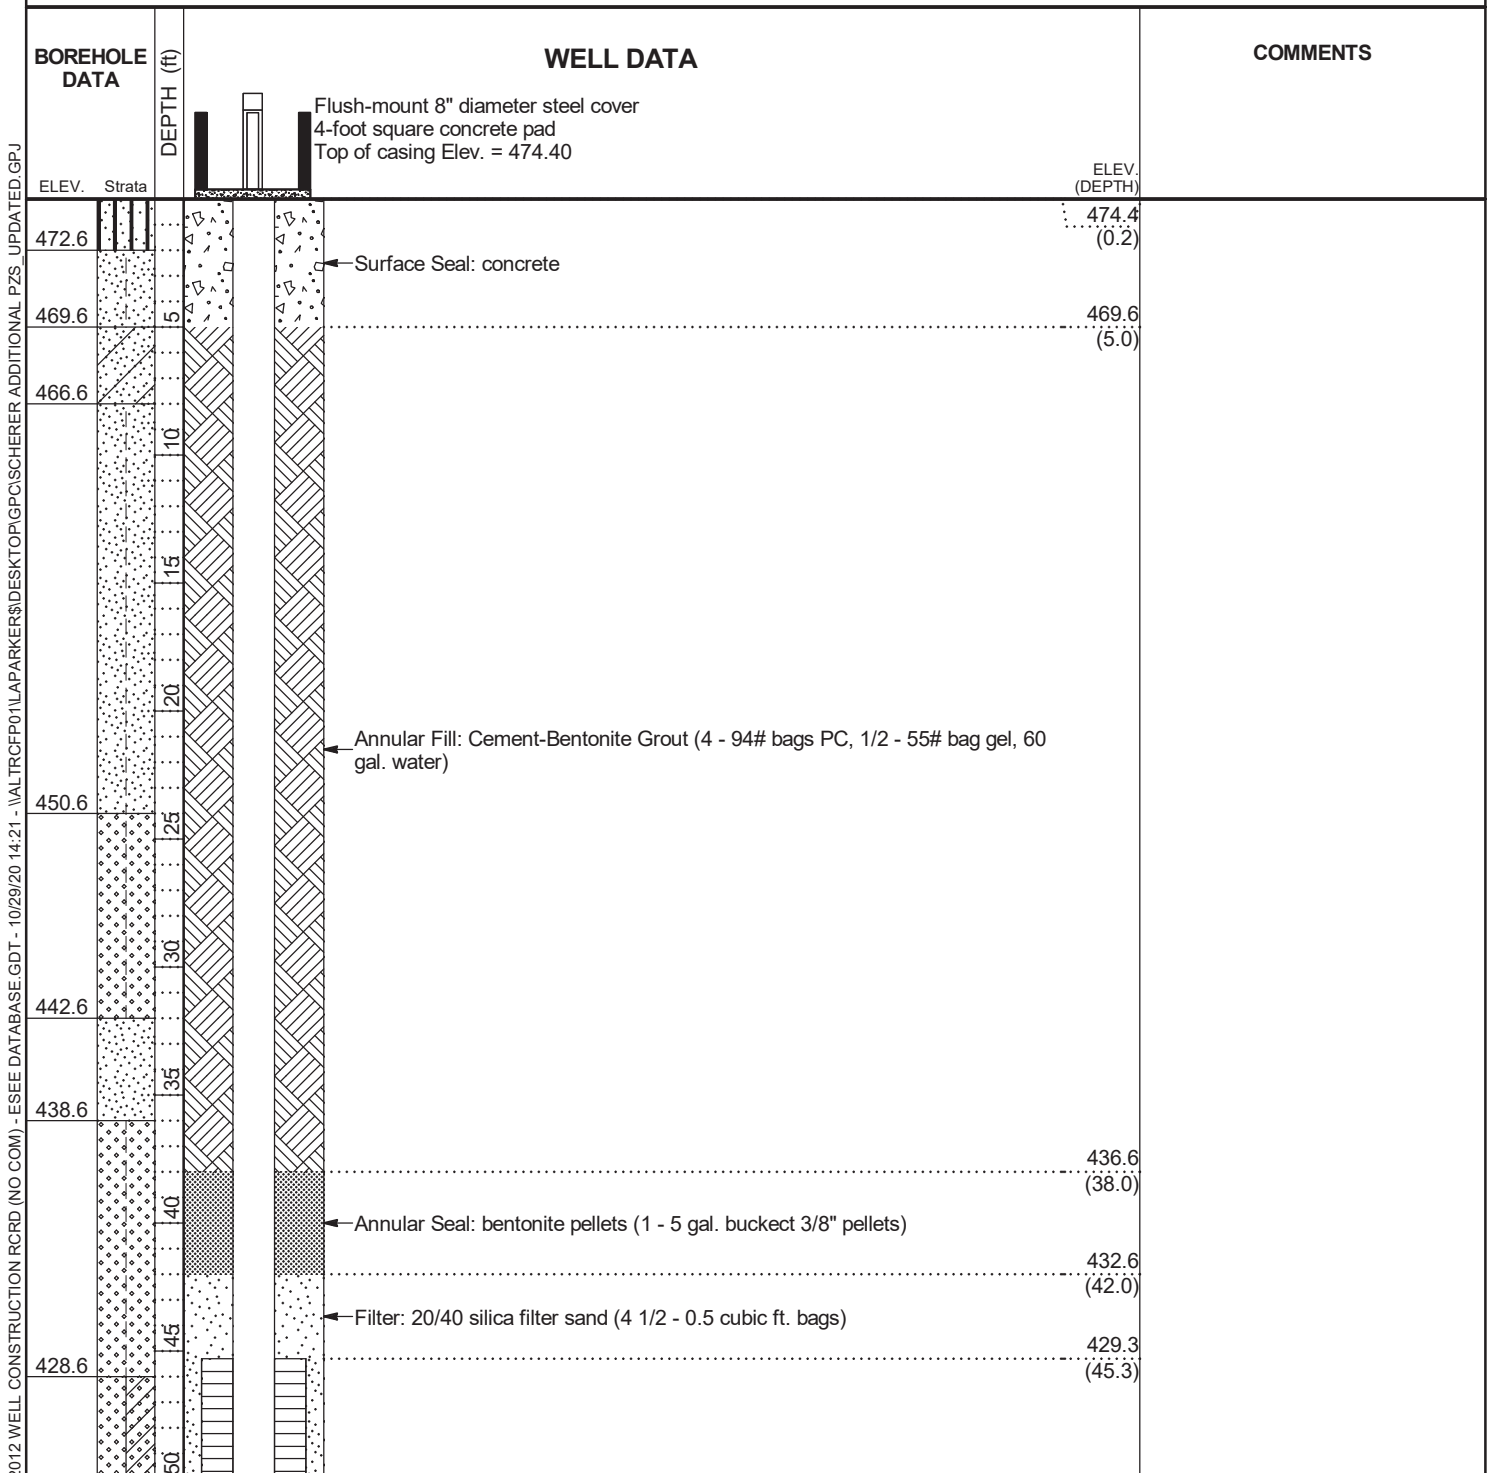 BOREHOLE
DATA
DEPTH (ft)
WELL DATA
COMMENTS
Flush-mount 8" diameter steel cover
4-foot square concrete pad
Top of casing Elev. = 474.40
ELEV. Strata
ELEV.
(DEPTH)
474.4
(0.2)
472.6
Surface Seal: concrete
469.6
5
469.6
(5.0)
466.6
10
15
20
Annular Fill: Cement-Bentonite Grout (4 - 94# bags PC, 1/2 - 55# bag gel, 60
gal. water)
450.6
25
30
442.6
35
438.6
436.6
(38.0)
40
Annular Seal: bentonite pellets (1 - 5 gal. buckect 3/8" pellets)
432.6
(42.0)
Filter: 20/40 silica filter sand (4 1/2 - 0.5 cubic ft. bags)
45
429.3
(45.3)
428.6
50
2012 WELL CONSTRUCTION RCRD (NO COM) - ESEE DATABASE.GDT - 10/29/20 14:21 - \\ALTRCFP01\LAPARKER$\DESKTOP\GPC\SCHERER ADDITIONAL PZS_UPDATED.GPJ